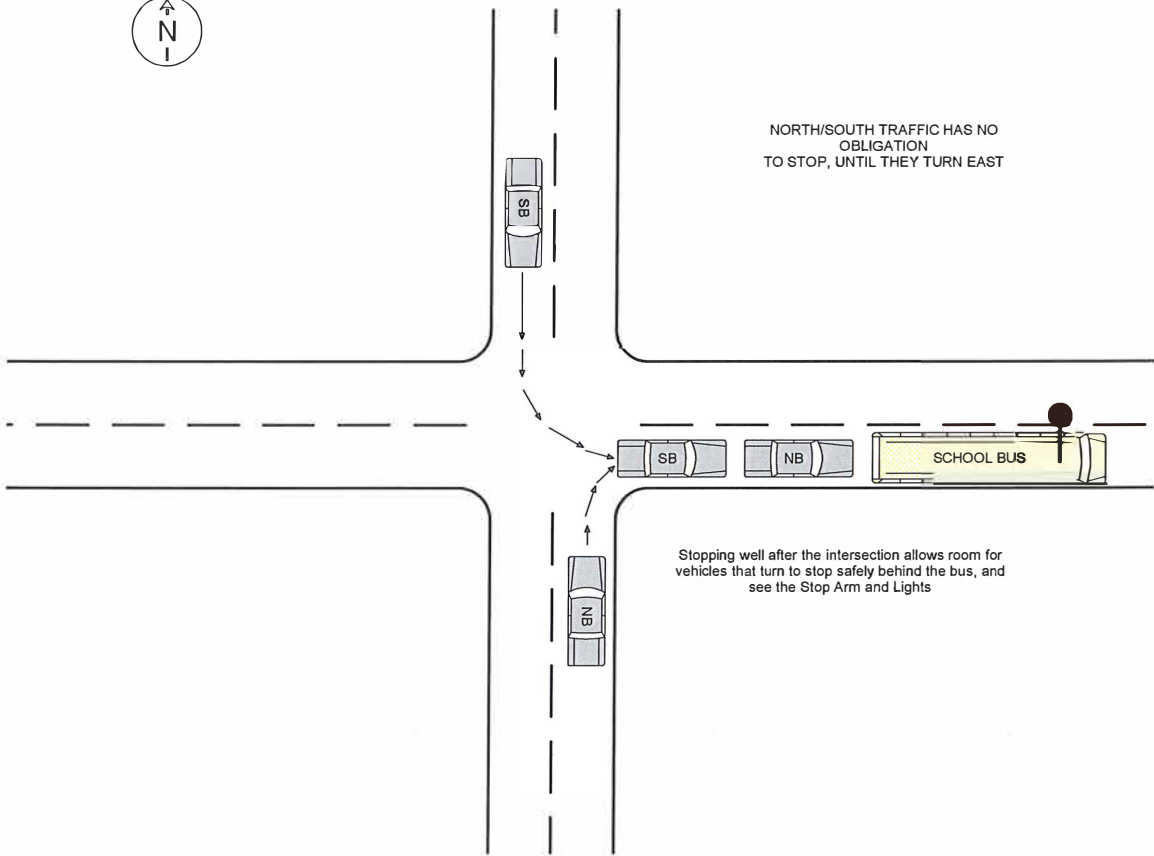 N
NORTH/SOUTH TRAFFIC HAS NO
OBLIGATION
TO STOP, UNTIL THEY TURN EAST
SB
SB
NB
SCHOOL BUS
Stopping well after the intersection allows room for
vehicles that turn to stop safely behind the bus, and
see the Stop Arm and Lights
NB